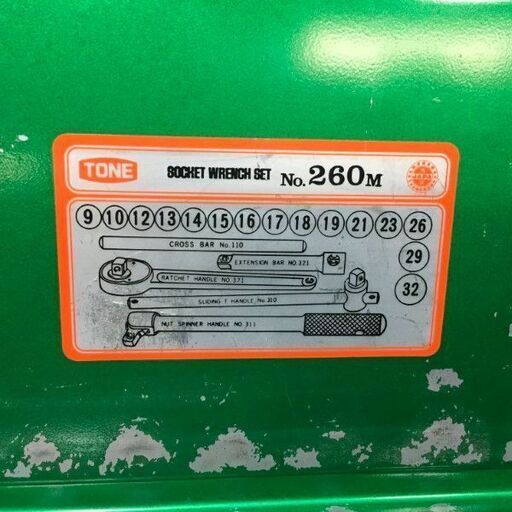 TONE SOCKET WRENCH SET No. 260M JAPAN
9 10 12 13 14 15 16 17 18 19 21 23 26
29
32
CROSS BAR No.110
EXTENSION BAR NO.321
RATCHET HANDLE NO.371
SLIDING T HANDLE No.310
NUT SPINNER HANDLE NO.311